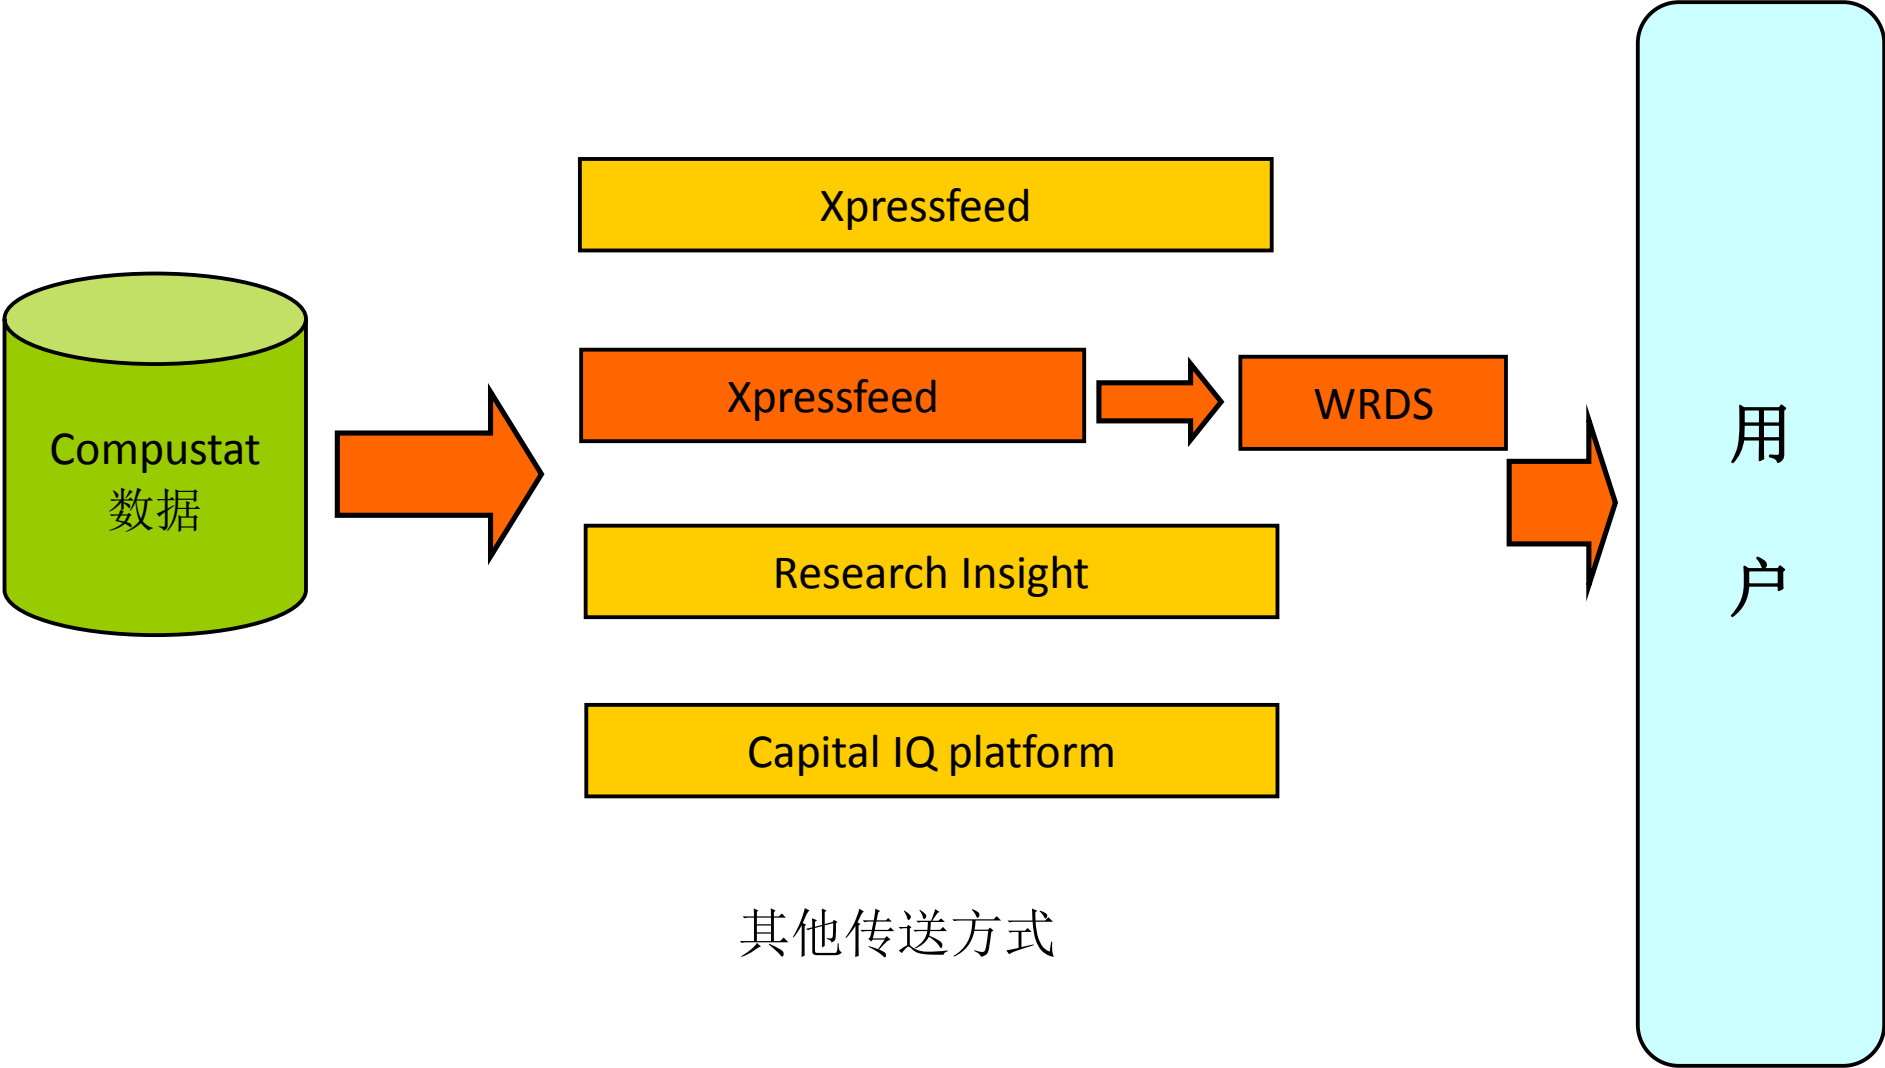 Xpressfeed
Compustat
数据
Xpressfeed
WRDS
Research Insight
Capital IQ platform
其他传送方式
用
户